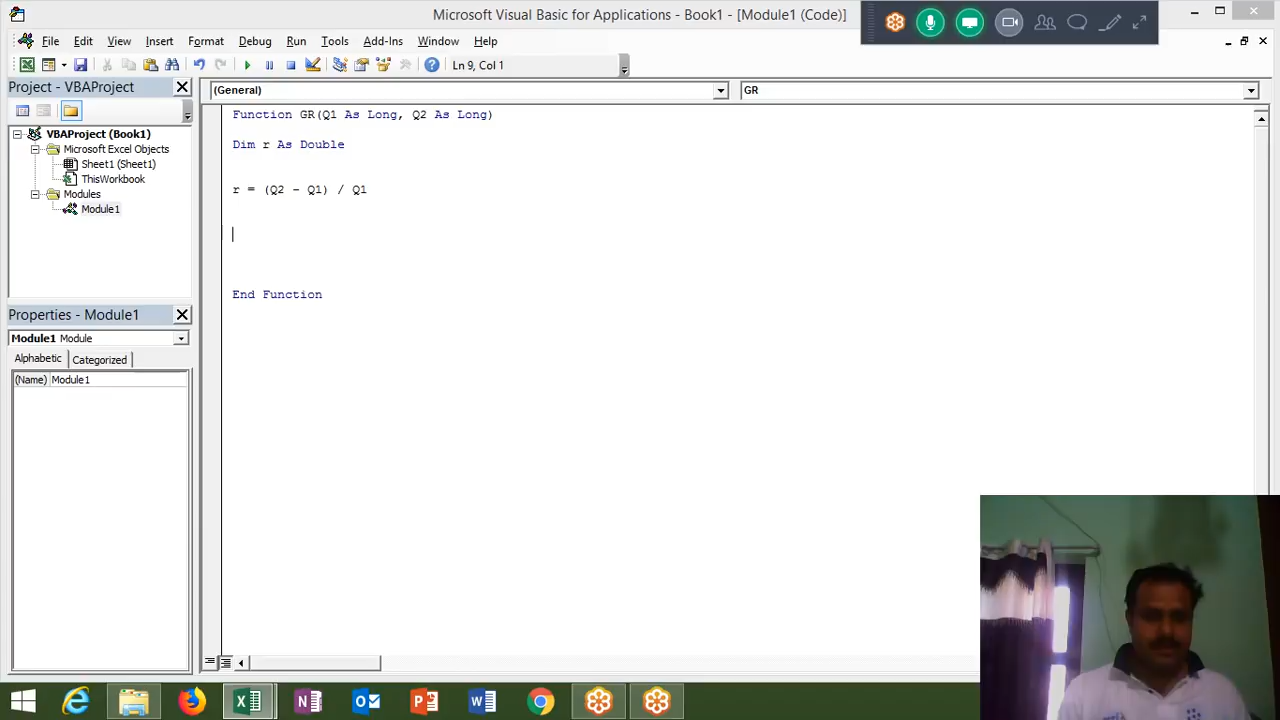 Microsoft Visual Basic for Applications - Book1 - [Module1 (Code)]
File Edit View Insert Format Debug Run Tools Add-Ins Window Help
Ln 9, Col 1
Project - VBAProject
(General)
GR
VBAProject (Book1)
Microsoft Excel Objects
Sheet1 (Sheet1)
ThisWorkbook
Modules
Module1
Function GR(Q1 As Long, Q2 As Long)
Dim r As Double
r = (Q2 - Q1) / Q1
End Function
Properties - Module1
Module1 Module
Alphabetic Categorized
(Name) Module1